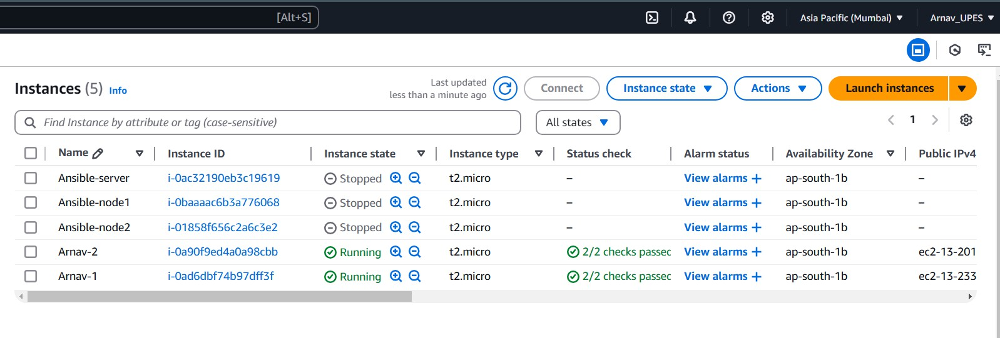 [Alt+S] Asia Pacific (Mumbai) Arnav_UPES
Instances (5) Info Last updated less than a minute ago Connect Instance state Actions Launch instances
Find Instance by attribute or tag (case-sensitive) All states 1
Name Instance ID Instance state Instance type Status check Alarm status Availability Zone Public IPv4
Ansible-server i-0ac32190eb3c19619 Stopped t2.micro – View alarms + ap-south-1b –
Ansible-node1 i-0baaaac6b3a776068 Stopped t2.micro – View alarms + ap-south-1b –
Ansible-node2 i-01858f656c2a6c3e2 Stopped t2.micro – View alarms + ap-south-1b –
Arnav-2 i-0a90f9ed4a0a98cbb Running t2.micro 2/2 checks passec View alarms + ap-south-1b ec2-13-201
Arnav-1 i-0ad6dbf74b97dff3f Running t2.micro 2/2 checks passec View alarms + ap-south-1b ec2-13-233